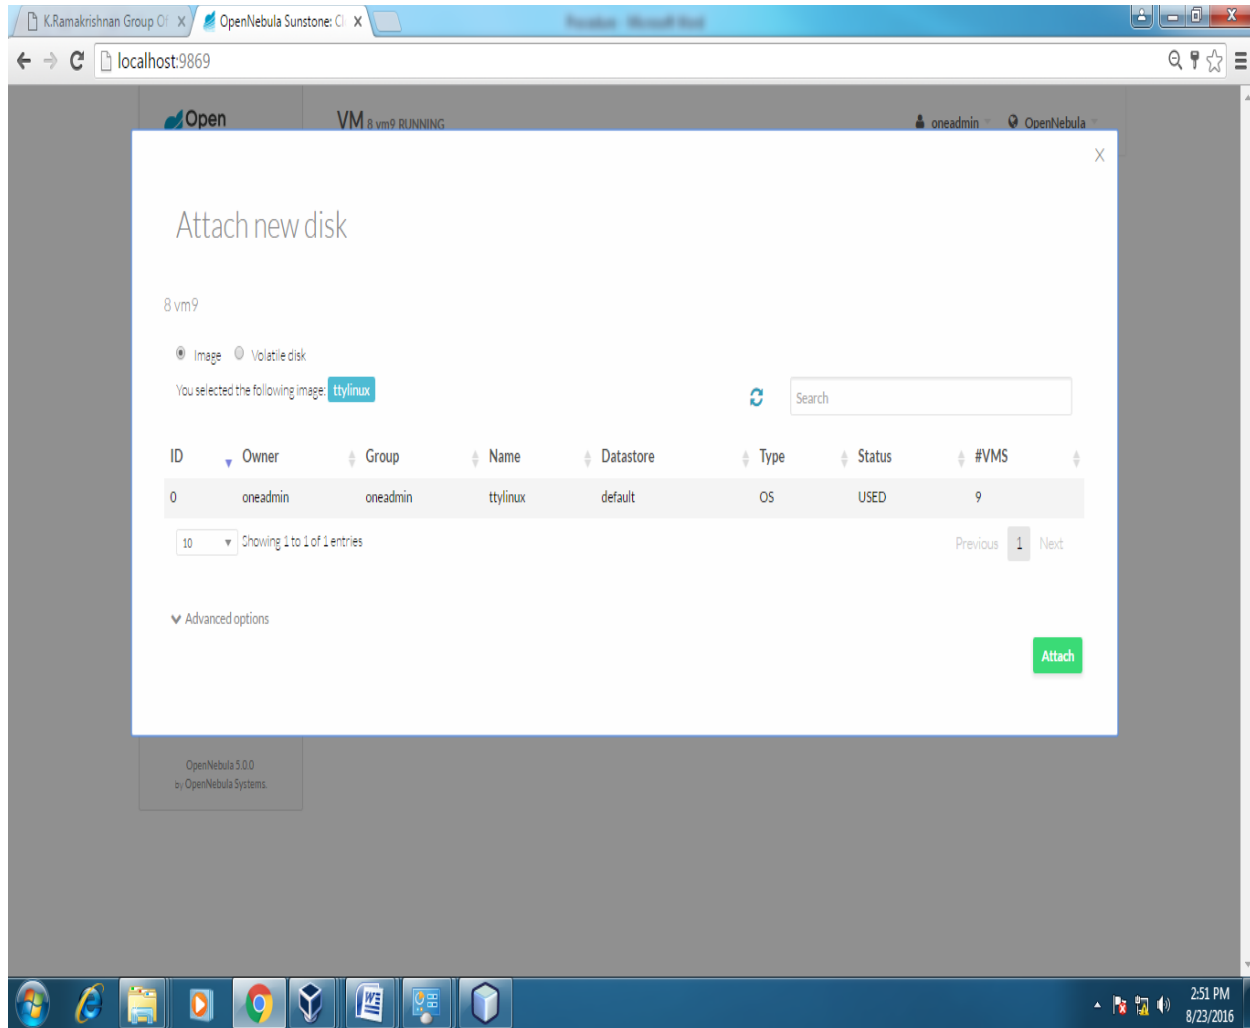 K.Ramakrishnan Group Of X
OpenNebula Sunstone: Cl X
Procedure - Microsoft Word
localhost:9869
Open
VM 8 vm9 RUNNING
oneadmin
OpenNebula
X
Attach new disk
8 vm9
Image Volatile disk
You selected the following image: ttylinux
Search
ID Owner Group Name Datastore Type Status #VMS
0 oneadmin oneadmin ttylinux default OS USED 9
10 Showing 1 to 1 of 1 entries
Previous 1 Next
Advanced options
Attach
OpenNebula 5.0.0
by OpenNebula Systems.
2:51 PM
8/23/2016